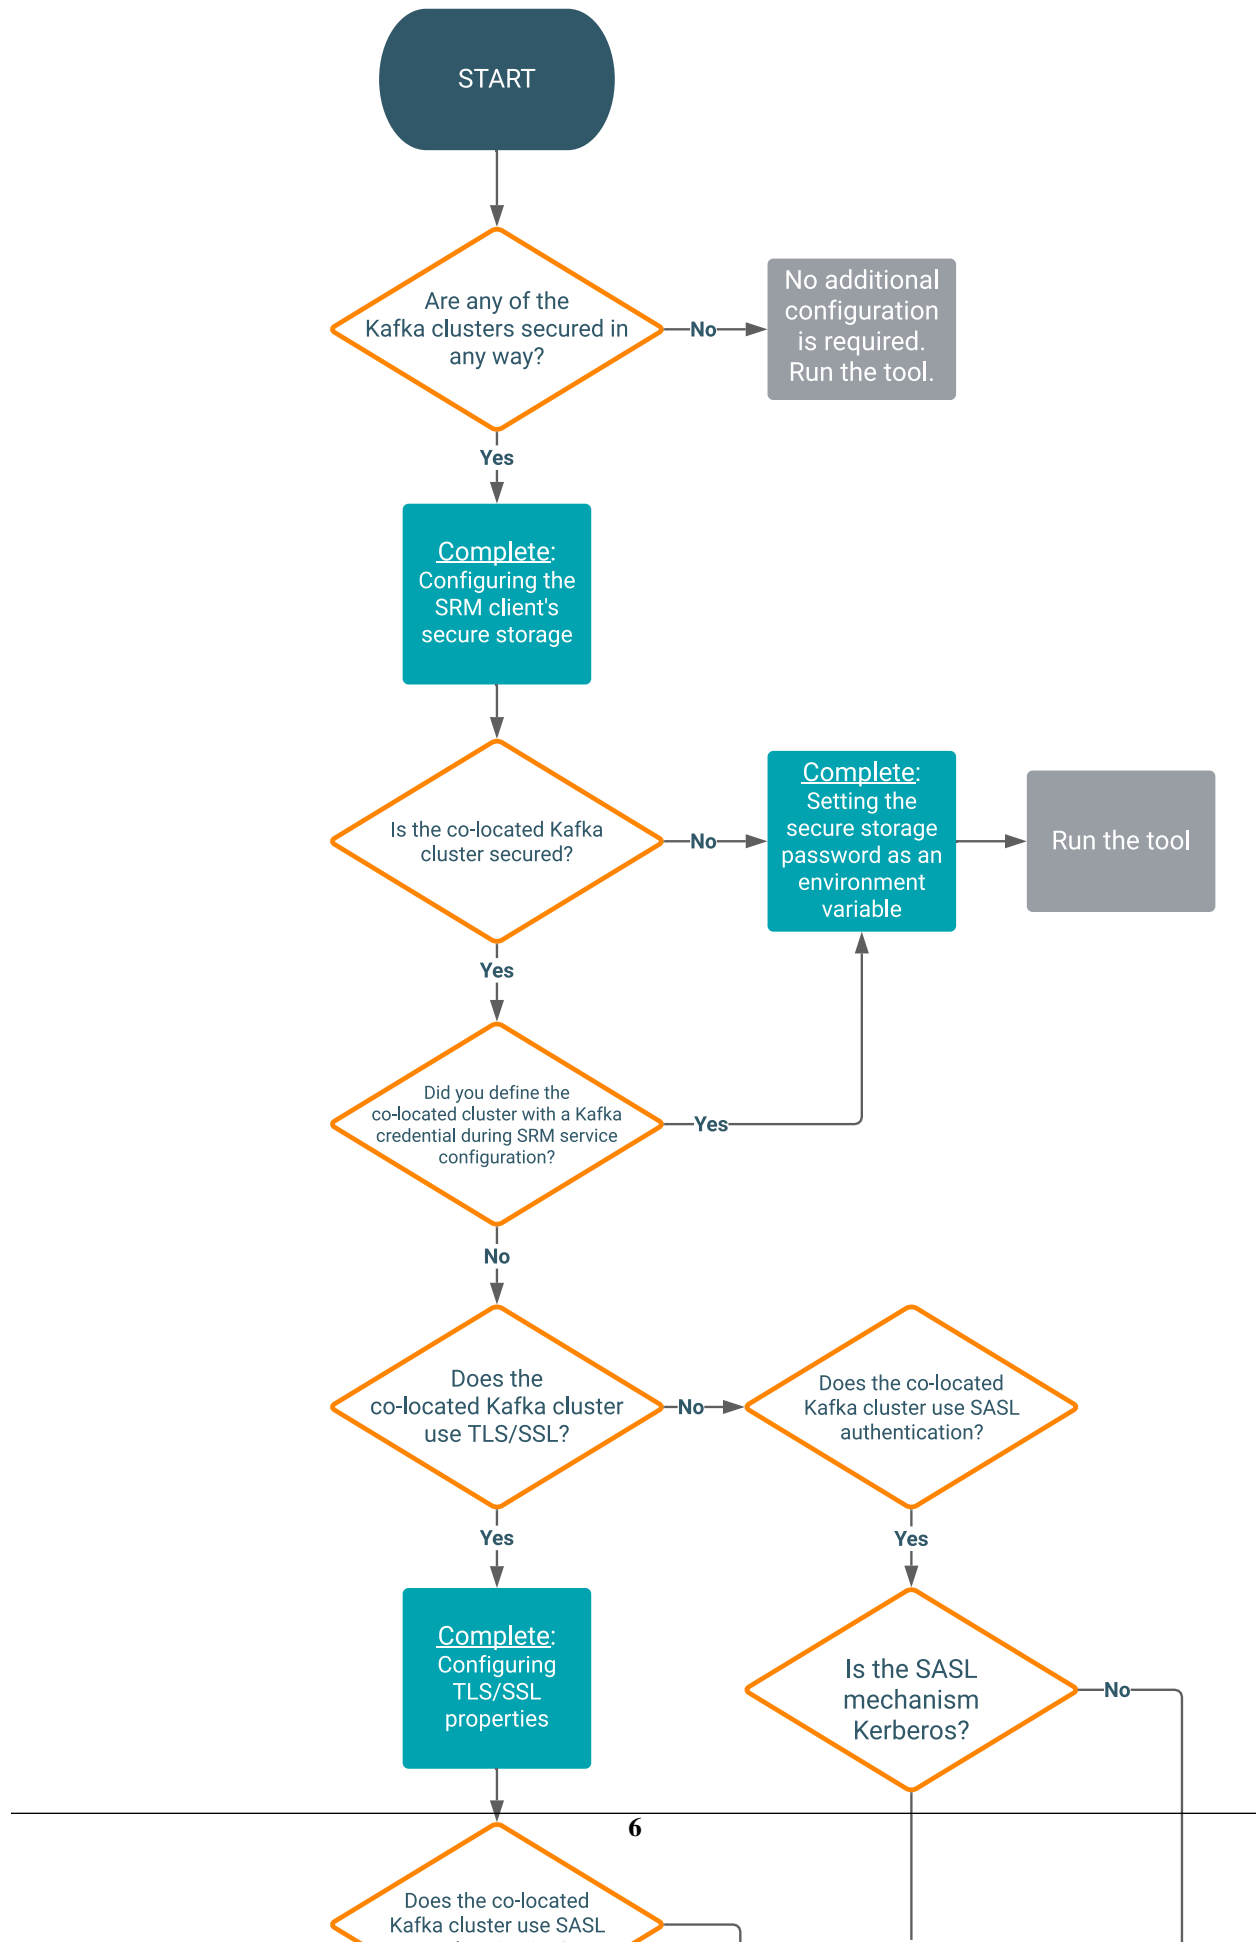 START
Are any of the
Kafka clusters secured in
any way?
No
No additional
configuration
is required.
Run the tool.
Yes
Complete:
Configuring the
SRM client's
secure storage
Is the co-located Kafka
cluster secured?
No
Complete:
Setting the
secure storage
password as an
environment
variable
Run the tool
Yes
Did you define the
co-located cluster with a Kafka
credential during SRM service
configuration?
Yes
No
Does the
co-located Kafka cluster
use TLS/SSL?
No
Does the co-located
Kafka cluster use SASL
authentication?
Yes
Yes
Complete:
Configuring
TLS/SSL
properties
Is the SASL
mechanism
Kerberos?
No
6
Does the co-located
Kafka cluster use SASL